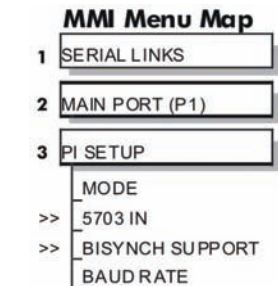 MMI Menu Map
1 SERIAL LINKS
2 MAIN PORT (P1)
3 PI SETUP
MODE
>> 5703 IN
>> BISYNCH SUPPORT
BAUD RATE